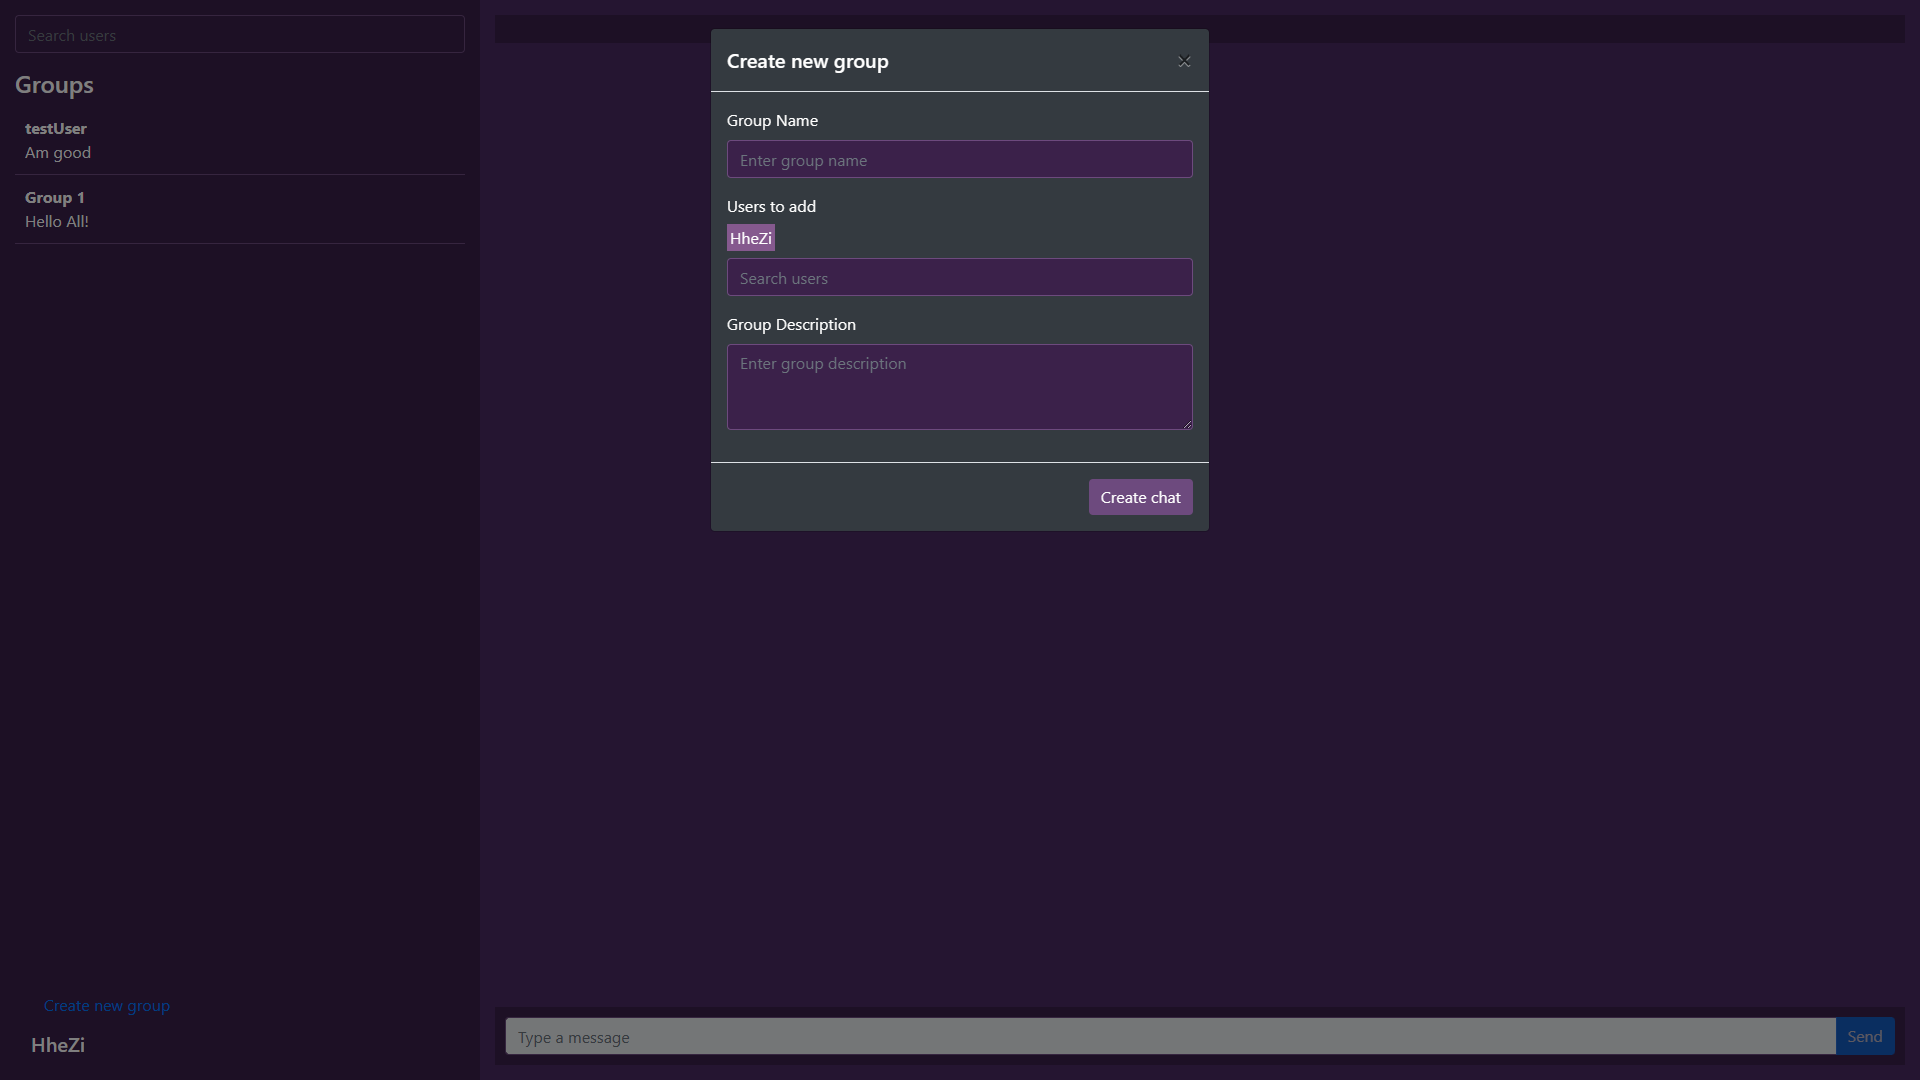 Search users
Groups
testUser
Am good
Group 1
Hello All!
Create new group
HheZi
Create new group
×
Group Name
Enter group name
Users to add
HheZi
Search users
Group Description
Enter group description
Create chat
Type a message
Send